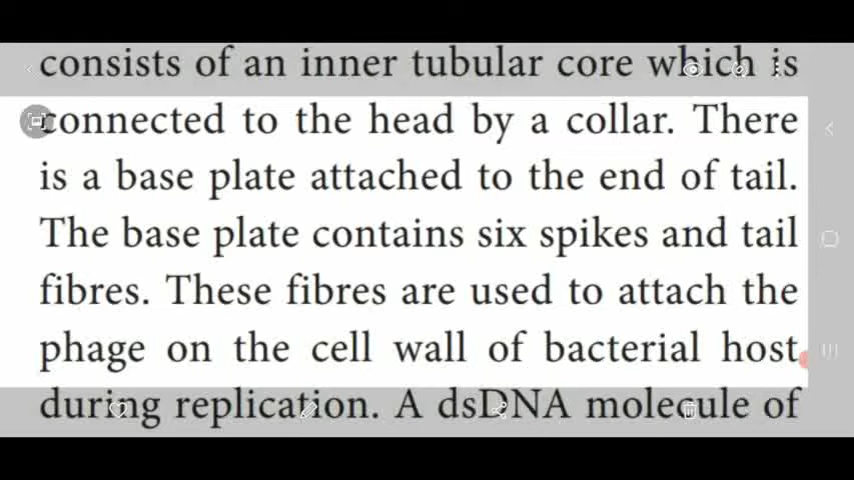 consists of an inner tubular core which is
connected to the head by a collar. There
is a base plate attached to the end of tail.
The base plate contains six spikes and tail
fibres. These fibres are used to attach the
phage on the cell wall of bacterial host
during replication. A dsDNA molecule of